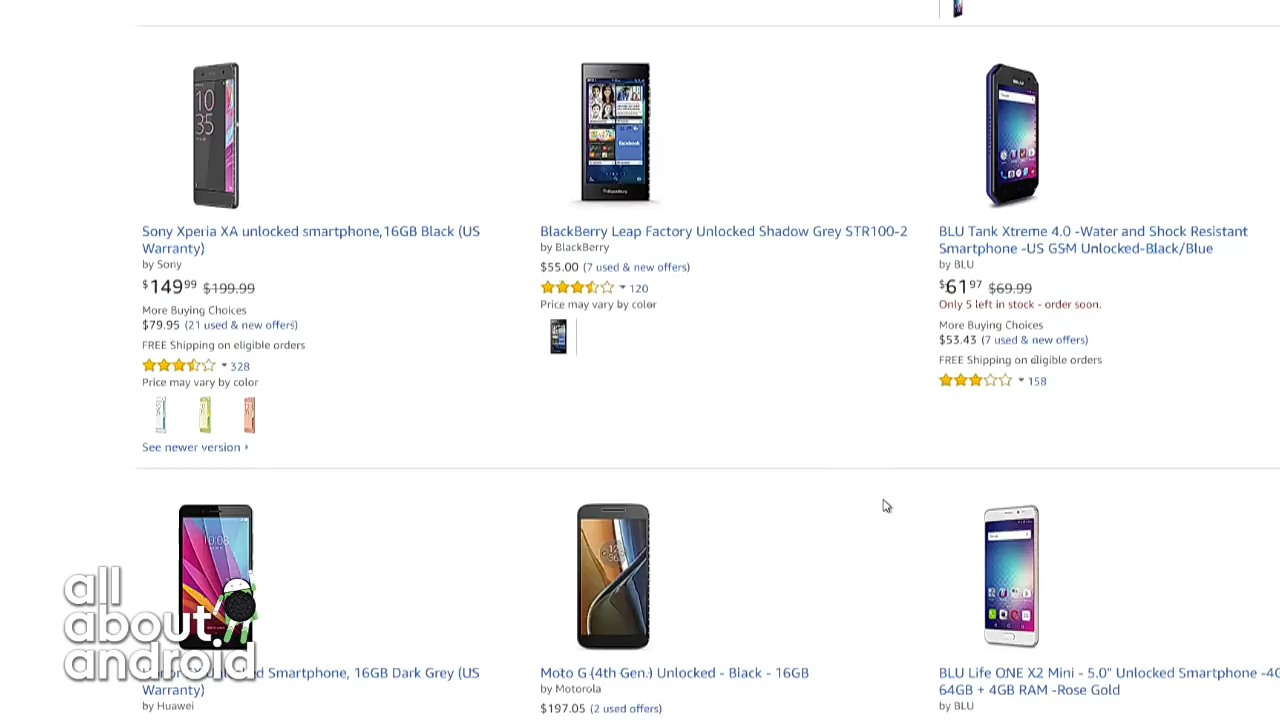 Sony Xperia XA unlocked smartphone,16GB Black (US
Warranty)
by Sony
$149 99 $199.99
More Buying Choices
$79.95 (21 used & new offers)
FREE Shipping on eligible orders
328
Price may vary by color
See newer version
BlackBerry Leap Factory Unlocked Shadow Grey STR100-2
by BlackBerry
$55.00 (7 used & new offers)
120
Price may vary by color
BLU Tank Xtreme 4.0 -Water and Shock Resistant
Smartphone -US GSM Unlocked-Black/Blue
by BLU
$61 97 $69.99
Only 5 left in stock - order soon.
More Buying Choices
$53.43 (7 used & new offers)
FREE Shipping on eligible orders
158
Smartphone, 16GB Dark Grey (US
Warranty)
by Huawei
Moto G (4th Gen.) Unlocked - Black - 16GB
by Motorola
$197.05 (2 used offers)
BLU Life ONE X2 Mini - 5.0" Unlocked Smartphone -4G
64GB + 4GB RAM -Rose Gold
by BLU
all
about
android
10
35
facebook
BlackBerry
BLU
10:08